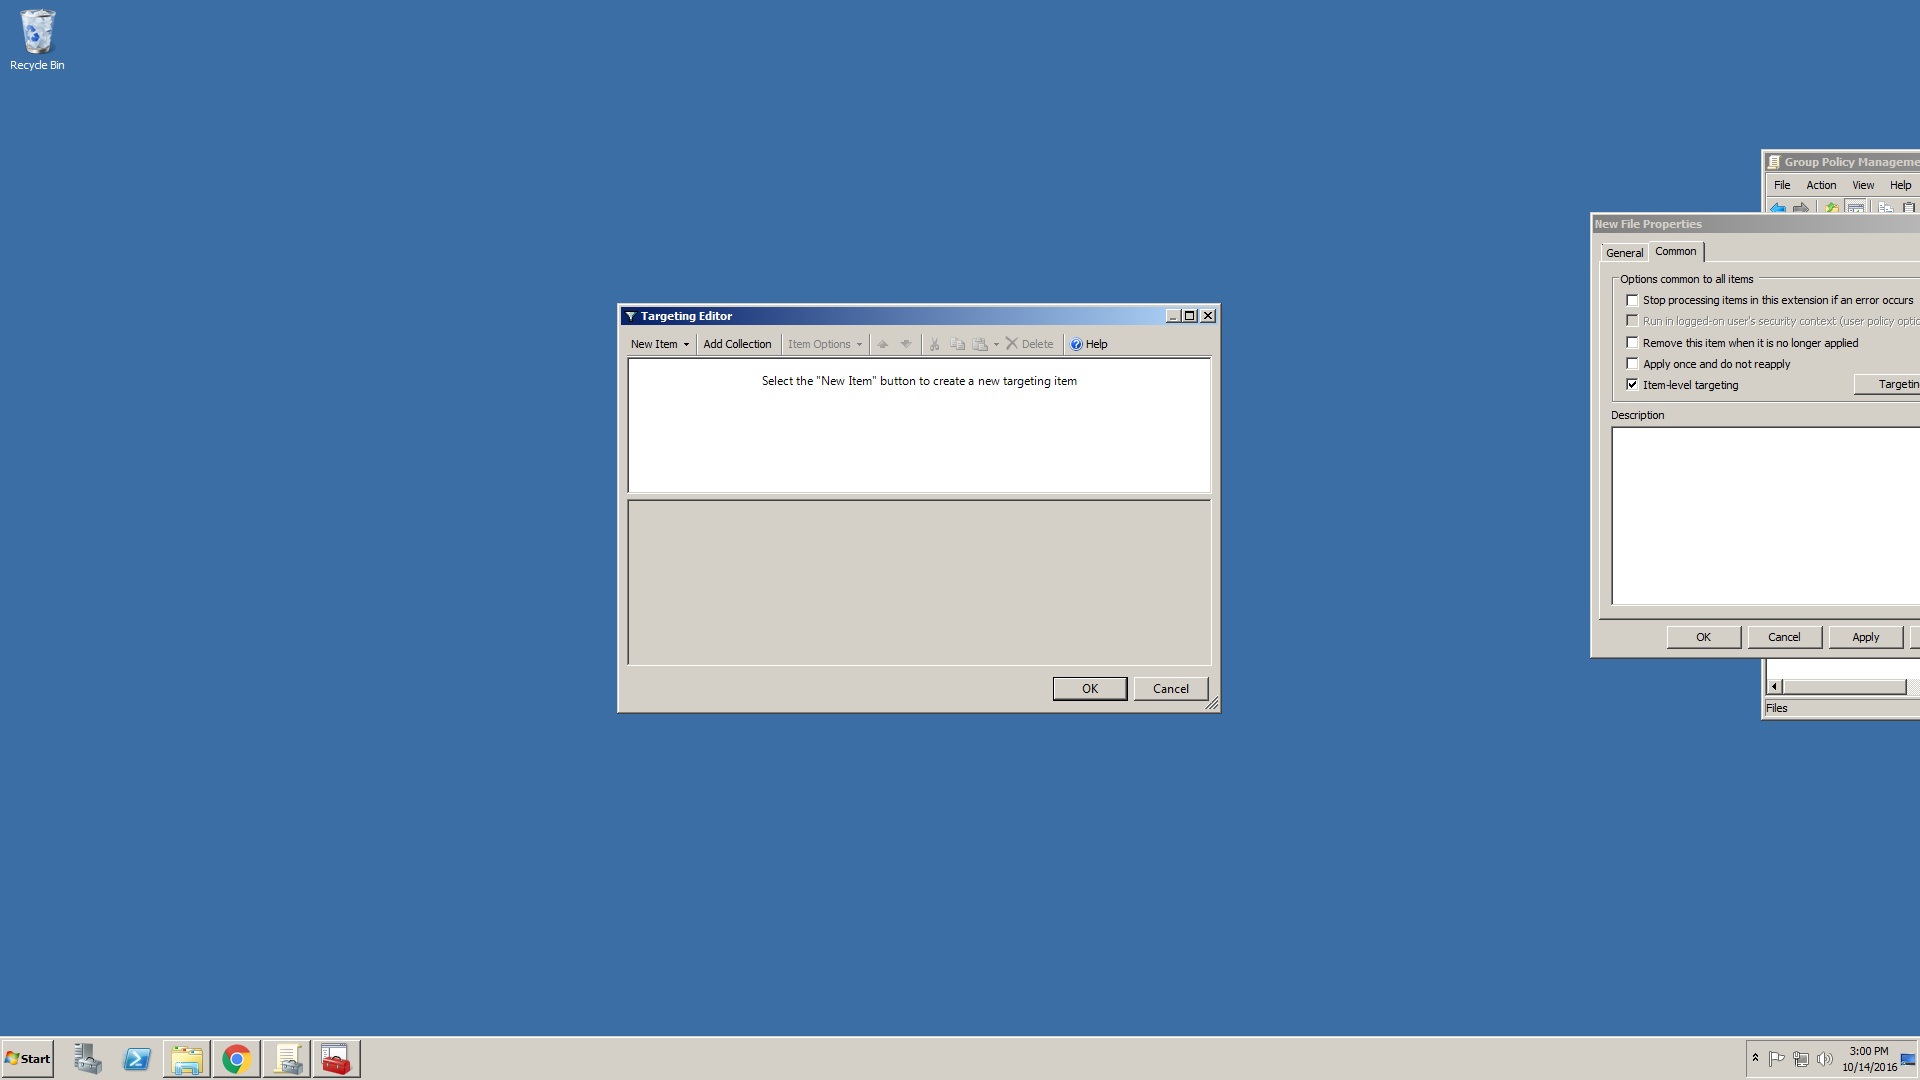 Recycle Bin
Group Policy Manageme
File Action View Help
New File Properties
General Common
Options common to all items
Stop processing items in this extension if an error occurs
Run in logged-on user's security context (user policy optio
Remove this item when it is no longer applied
Apply once and do not reapply
Item-level targeting
Targetin
Description
OK Cancel Apply
Files
Targeting Editor
New Item Add Collection Item Options Delete Help
Select the "New Item" button to create a new targeting item
OK Cancel
Start
3:00 PM
10/14/2016